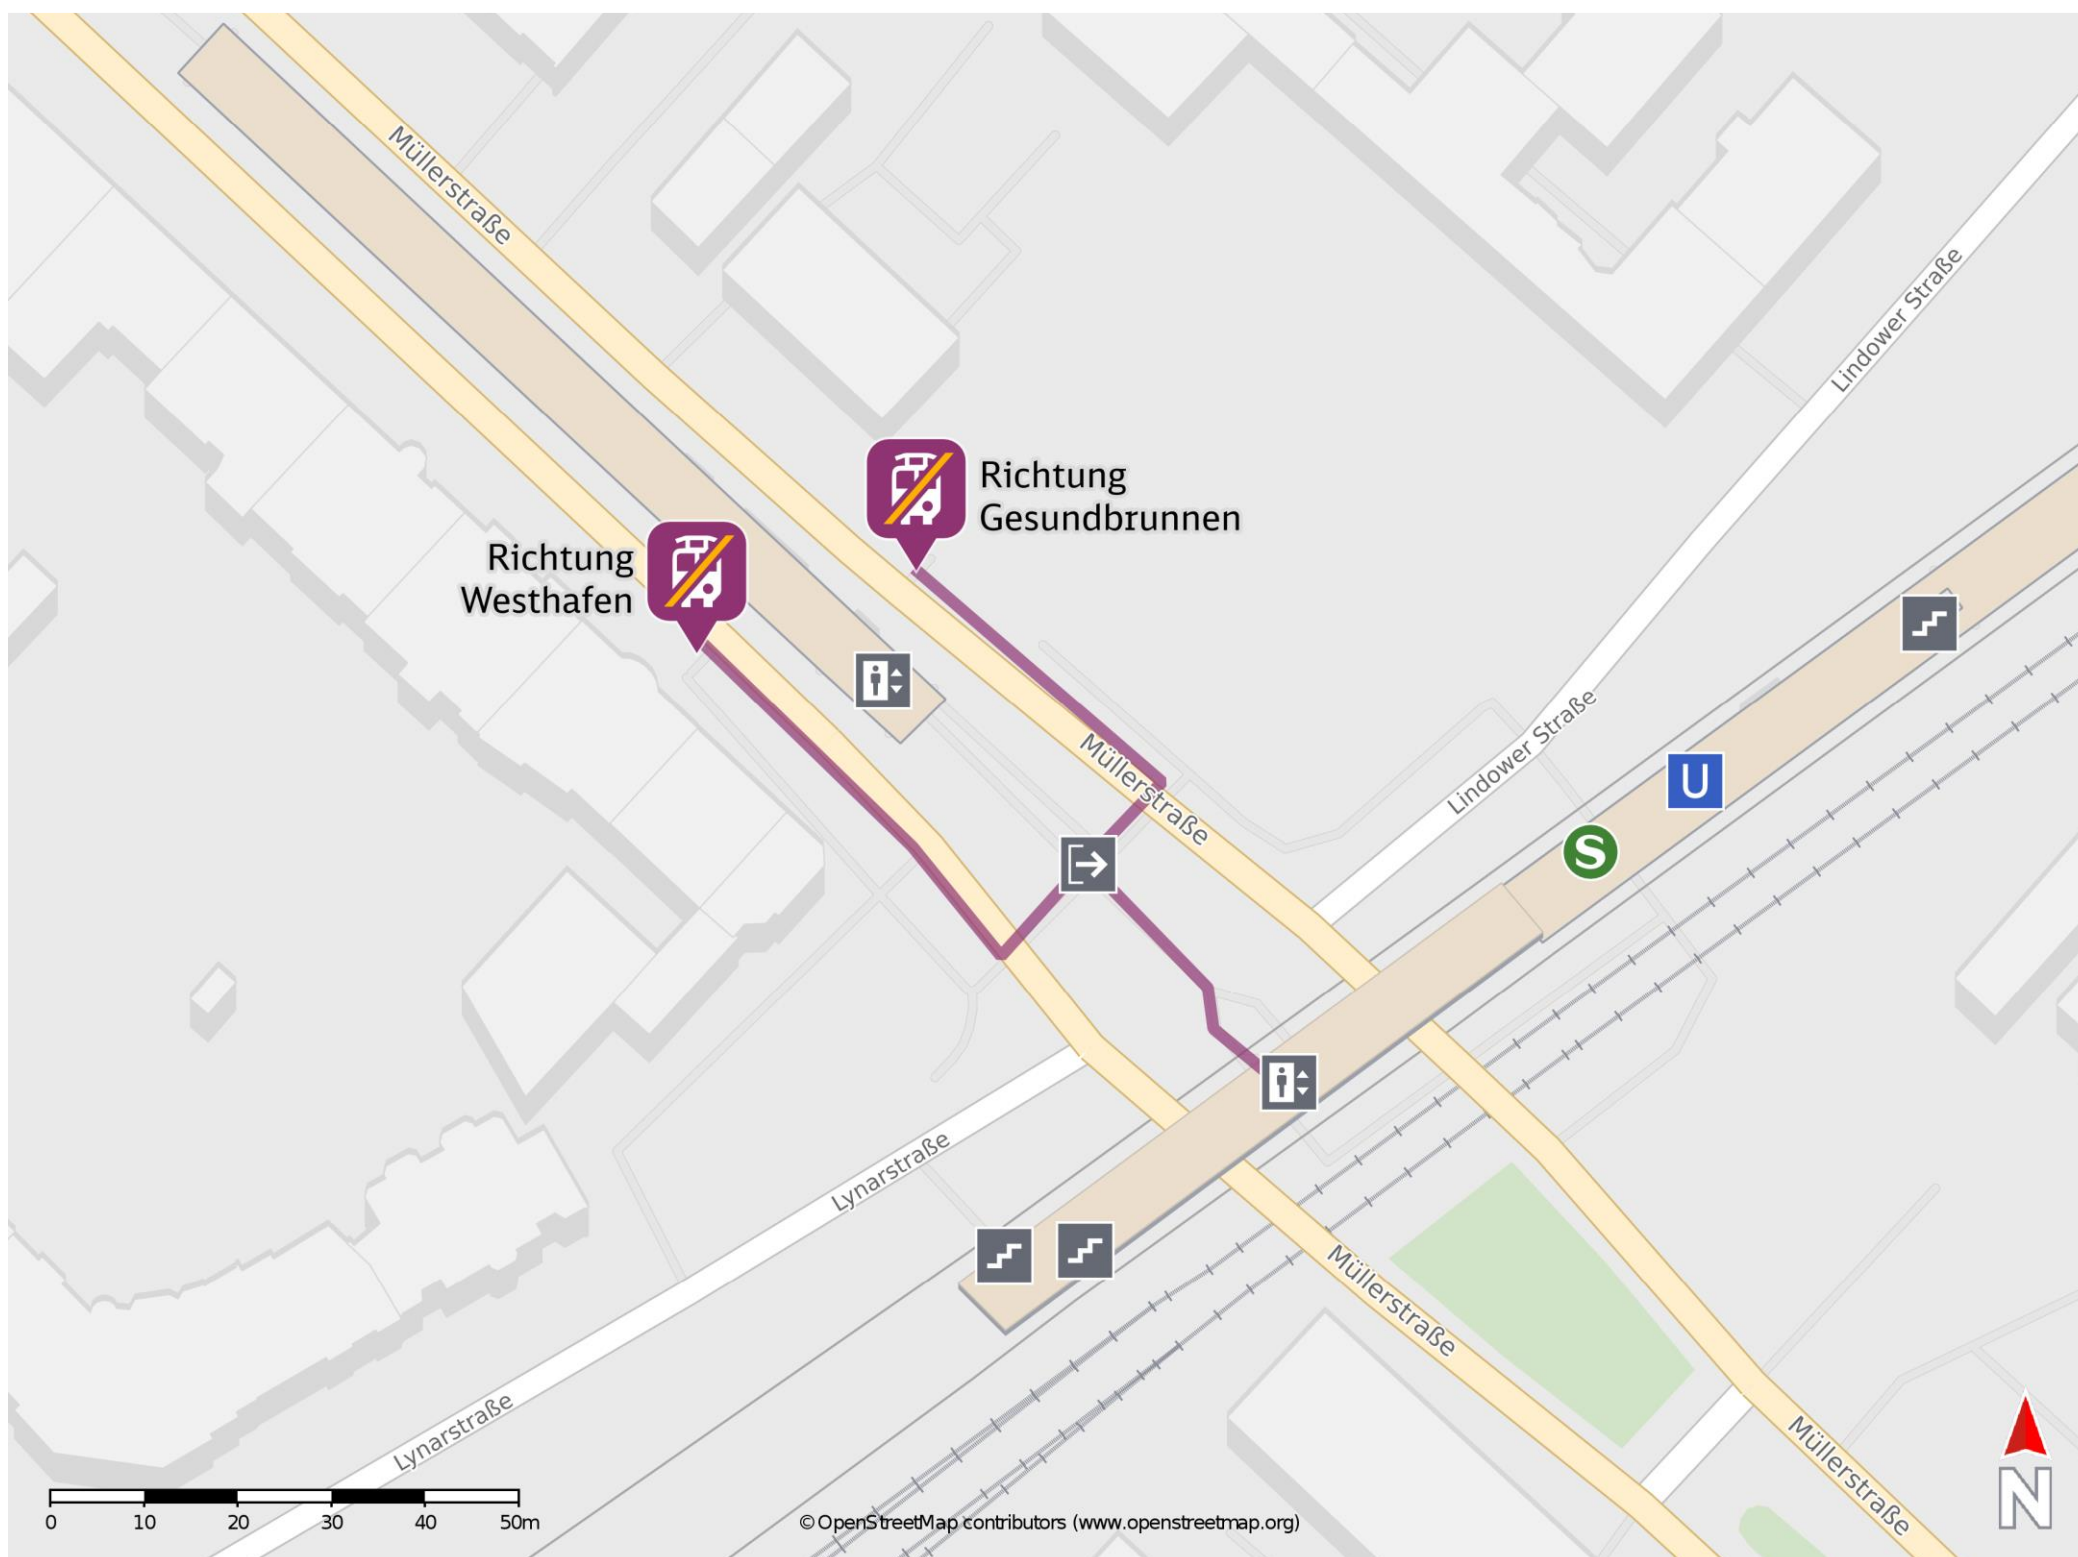 Müllerstraße
Lindower Straße
Richtung
Gesundbrunnen
Richtung
Westhafen
Müllerstraße
Lindower Straße
U
S
Lynarstraße
Müllerstraße
Lynarstraße
Müllerstraße
N
0 10 20 30 40 50m
© OpenStreetMap contributors (www.openstreetmap.org)